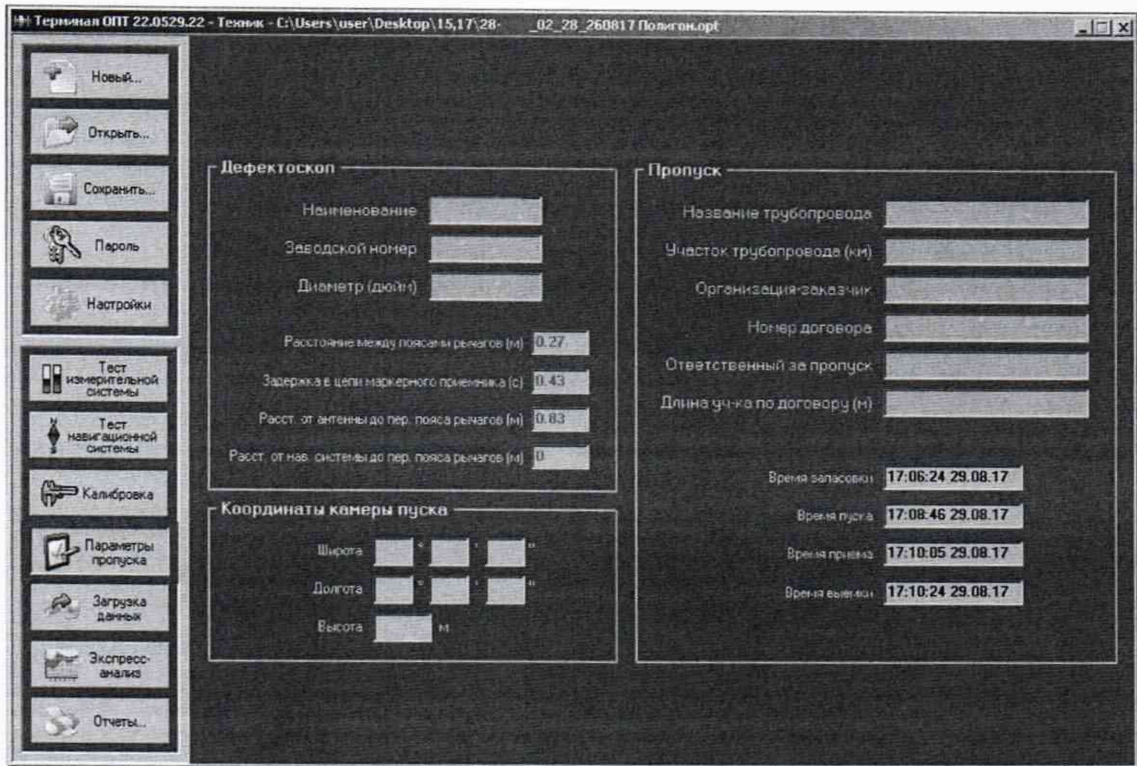 Терминал ОПТ 22.0529.22 - Техник - C:\Users\user\Desktop\15,17\28- _02_28_260817 Полигон.opt
Новый...
Открыть...
Сохранить...
Пароль
Настройки
Тест
измерительной
системы
Тест
навигационной
системы
Калибровка
Параметры
пропуска
Загрузка
данных
Экспресс-
анализ
Отчеты...
Дефектоскоп
Наименование
Заводской номер
Диаметр (дюйм)
Расстояние между поясами рычагов (м) 0.27
Задержка в цепи маркерного приемника (с) 0.43
Расст. от антенны до пер. пояса рычагов (м) 0.83
Расст. от нав. системы до пер. пояса рычагов (м) 0
Координаты камеры пуска
Широта ° ' "
Долгота ° ' "
Высота м
Пропуск
Название трубопровода
Участок трубопровода (км)
Организация-заказчик
Номер договора
Ответственный за пропуск
Длина уч-ка по договору (м)
Время запасовки 17:06:24 29.08.17
Время пуска 17:08:46 29.08.17
Время приема 17:10:05 29.08.17
Время выемки 17:10:24 29.08.17